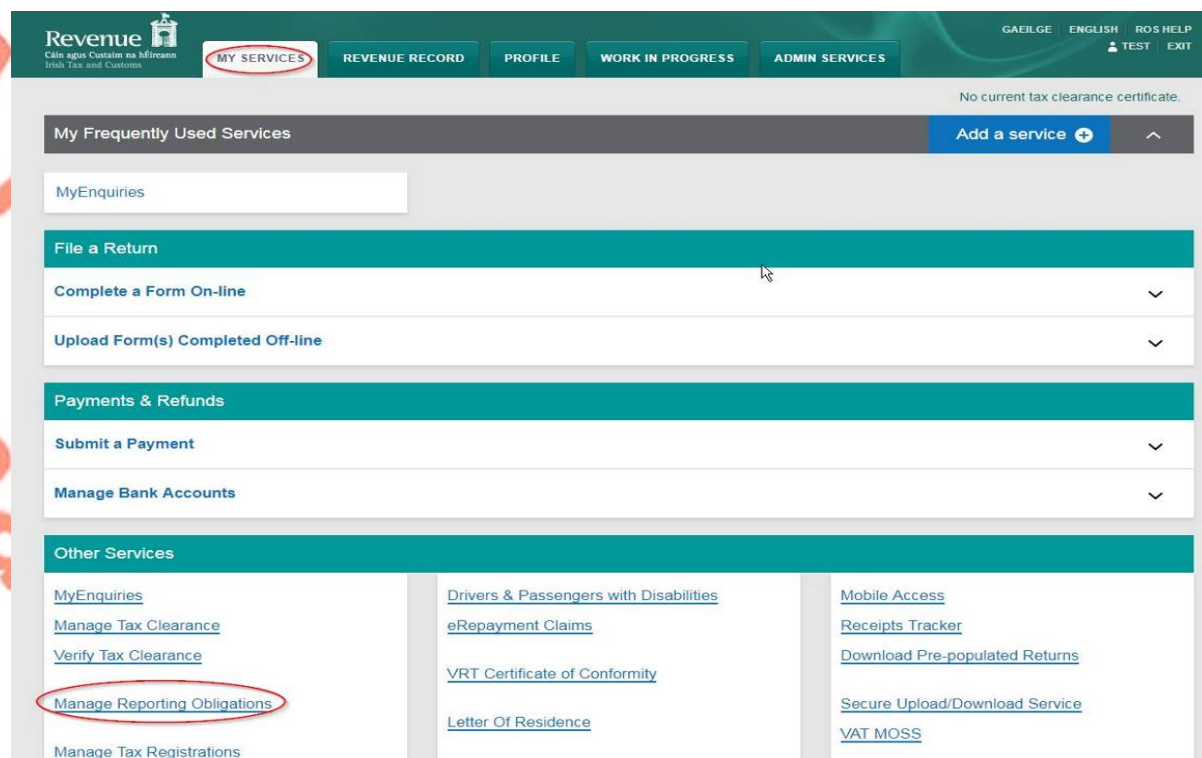 Revenue
Cáin agus Custaim na hÉireann
Irish Tax and Customs
MY SERVICES
REVENUE RECORD
PROFILE
WORK IN PROGRESS
ADMIN SERVICES
GAEILGE ENGLISH ROS HELP
TEST EXIT
No current tax clearance certificate.
My Frequently Used Services
Add a service
MyEnquiries
File a Return
Complete a Form On-line
Upload Form(s) Completed Off-line
Payments & Refunds
Submit a Payment
Manage Bank Accounts
Other Services
MyEnquiries
Manage Tax Clearance
Verify Tax Clearance
Manage Reporting Obligations
Manage Tax Registrations
Drivers & Passengers with Disabilities
eRepayment Claims
VRT Certificate of Conformity
Letter Of Residence
Mobile Access
Receipts Tracker
Download Pre-populated Returns
Secure Upload/Download Service
VAT MOSS